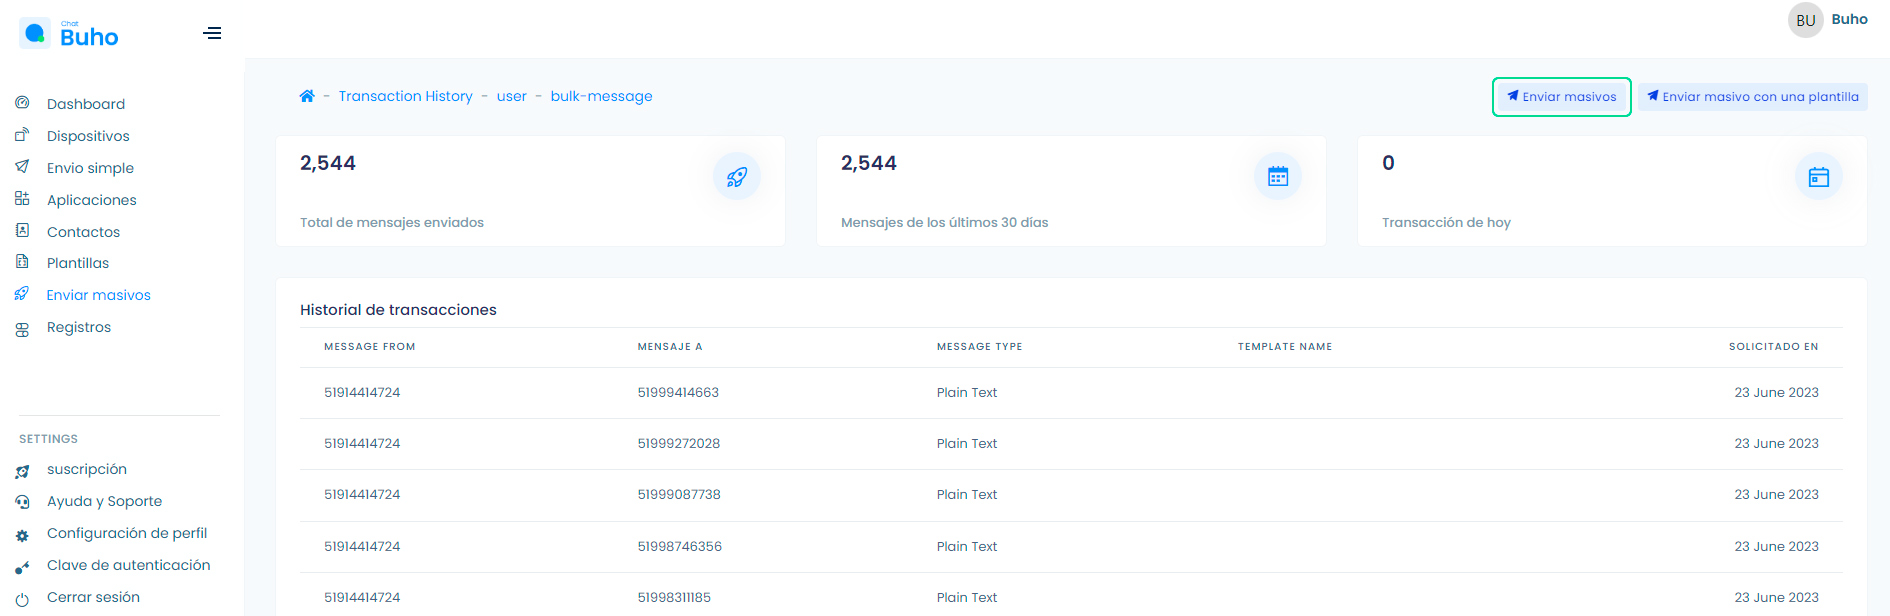 Chat
Buho
BU Buho
Dashboard
Dispositivos
Envio simple
Aplicaciones
Contactos
Plantillas
Enviar masivos
Registros
SETTINGS
suscripción
Ayuda y Soporte
Configuración de perfil
Clave de autenticación
Cerrar sesión
- Transaction History - user - bulk-message
Enviar masivos
Enviar masivo con una plantilla
2,544
Total de mensajes enviados
2,544
Mensajes de los últimos 30 días
0
Transacción de hoy
Historial de transacciones
MESSAGE FROM MENSAJE A MESSAGE TYPE TEMPLATE NAME SOLICITADO EN
51914414724 51999414663 Plain Text 23 June 2023
51914414724 51999272028 Plain Text 23 June 2023
51914414724 51999087738 Plain Text 23 June 2023
51914414724 51998746356 Plain Text 23 June 2023
51914414724 51998311185 Plain Text 23 June 2023